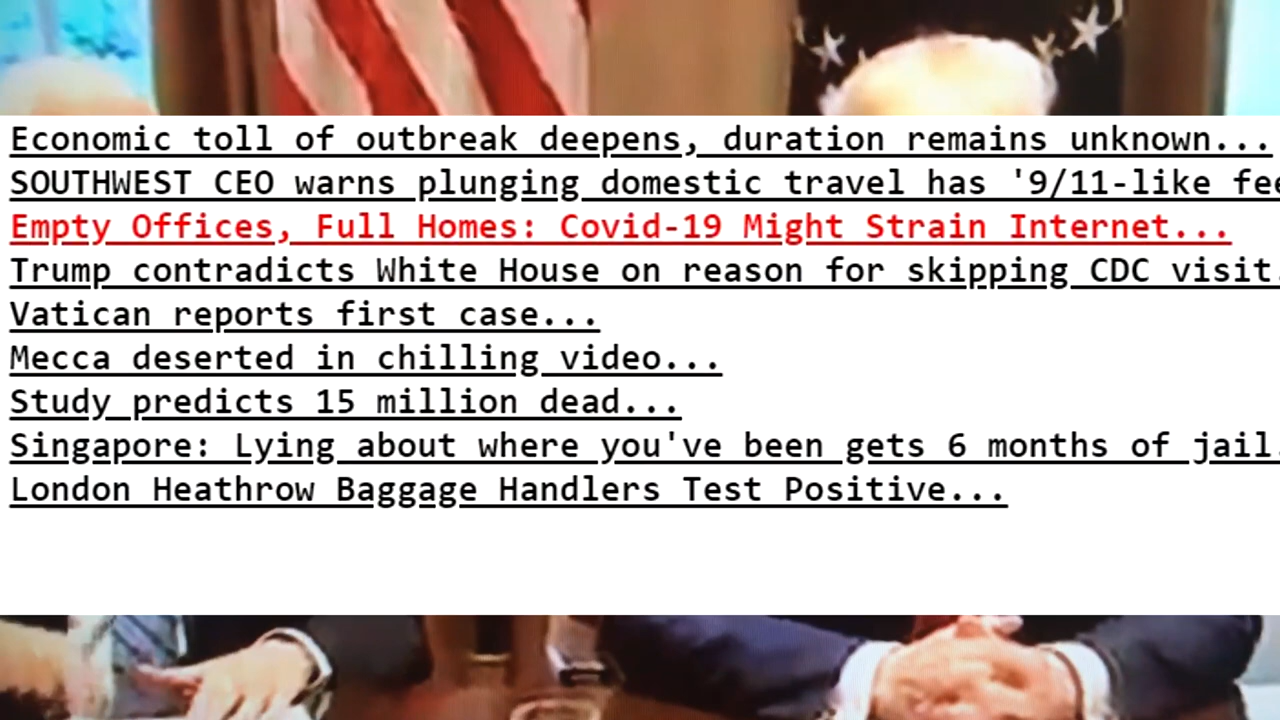 Economic toll of outbreak deepens, duration remains unknown...
SOUTHWEST CEO warns plunging domestic travel has '9/11-like
Empty Offices, Full Homes: Covid-19 Might Strain Internet...
Trump contradicts White House on reason for skipping CDC visit.
Vatican reports first case...
Mecca deserted in chilling video...
Study predicts 15 million dead...
Singapore: Lying about where you've been gets 6 months of jail.
London Heathrow Baggage Handlers Test Positive...